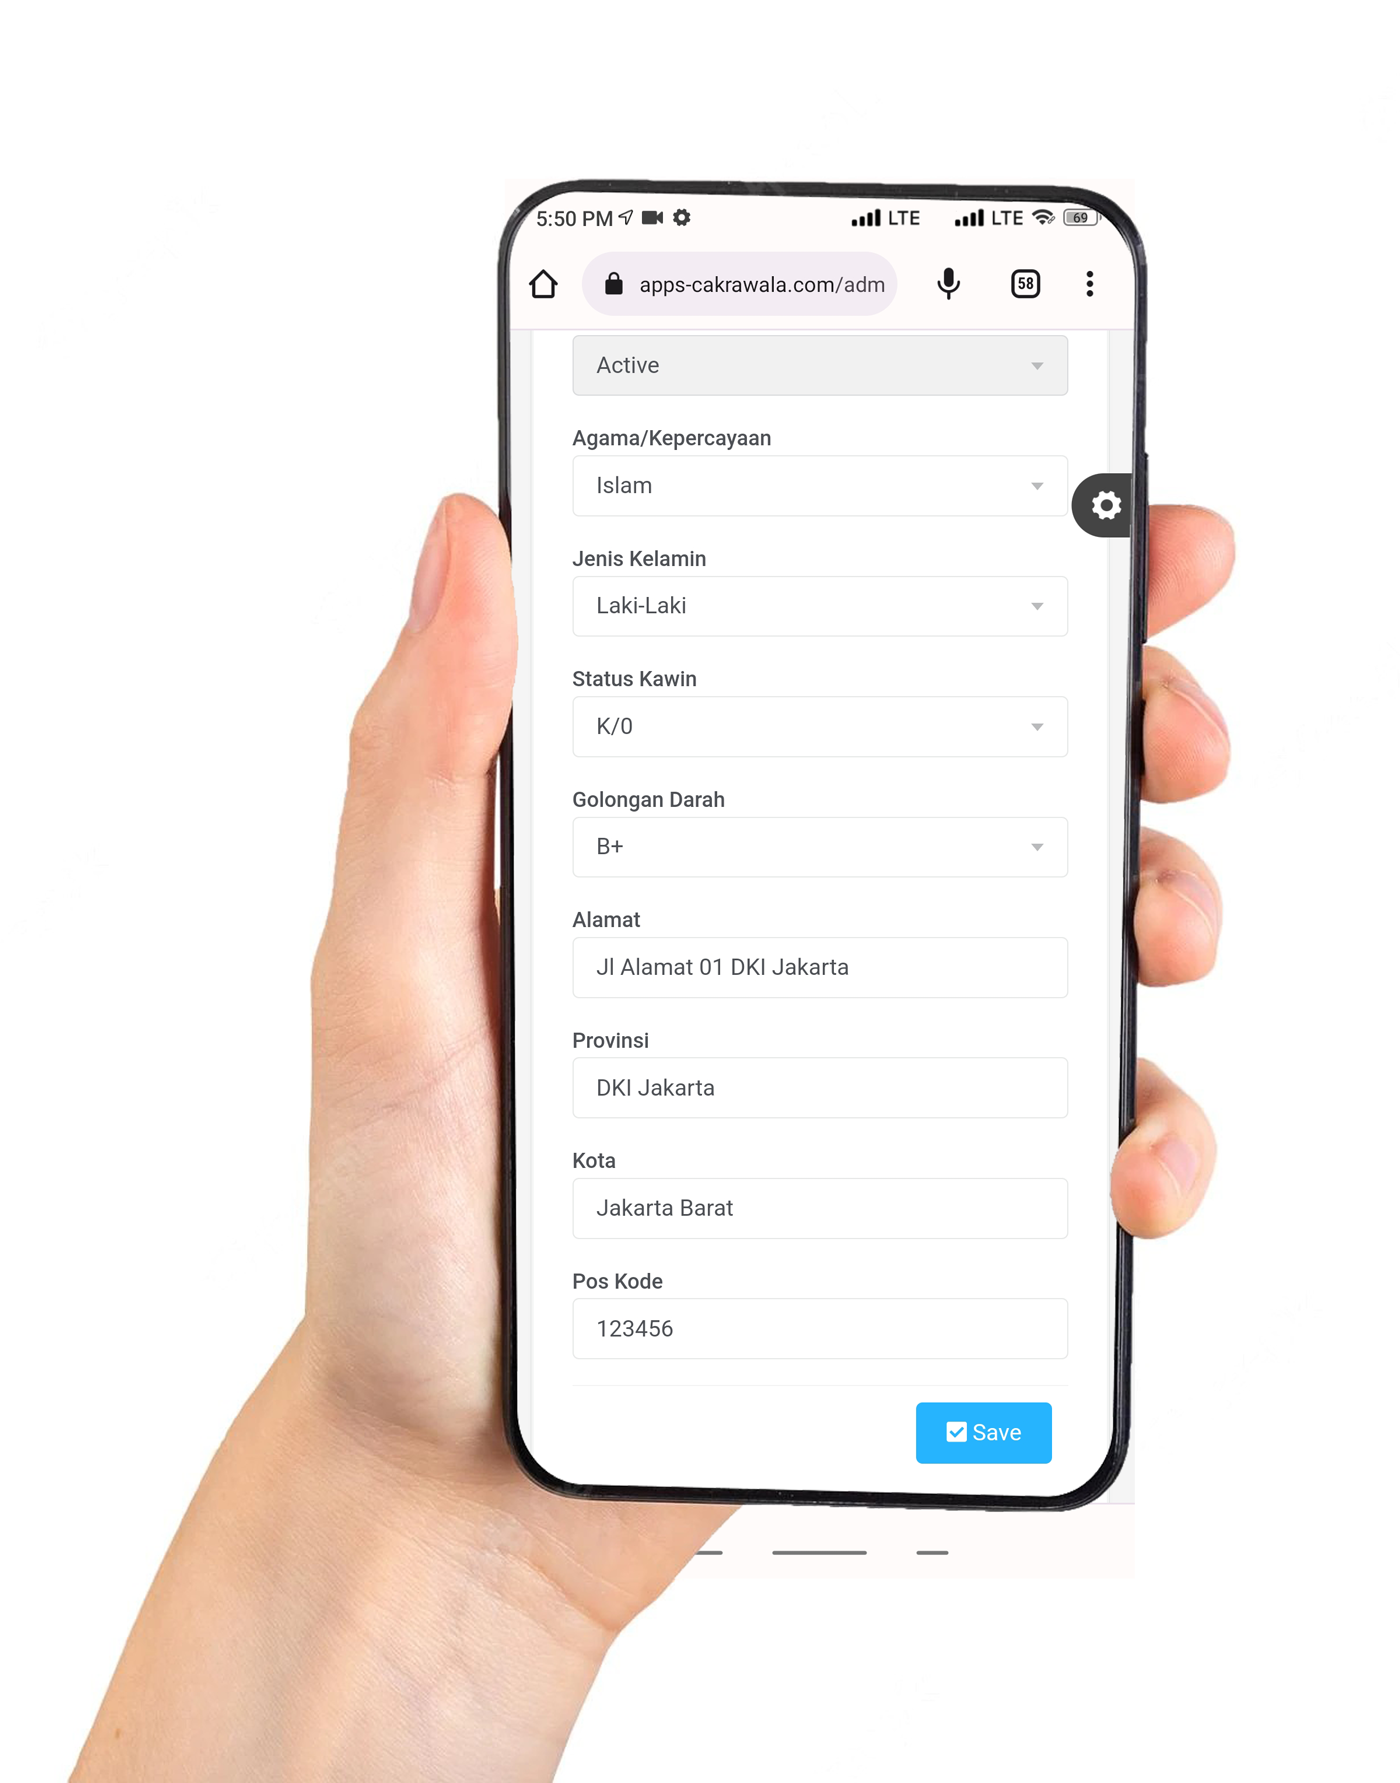 5:50 PM LTE LTE 69
apps-cakrawala.com/adm 58
Active
Agama/Kepercayaan
Islam
Jenis Kelamin
Laki-Laki
Status Kawin
K/0
Golongan Darah
B+
Alamat
Jl Alamat 01 DKI Jakarta
Provinsi
DKI Jakarta
Kota
Jakarta Barat
Pos Kode
123456
Save